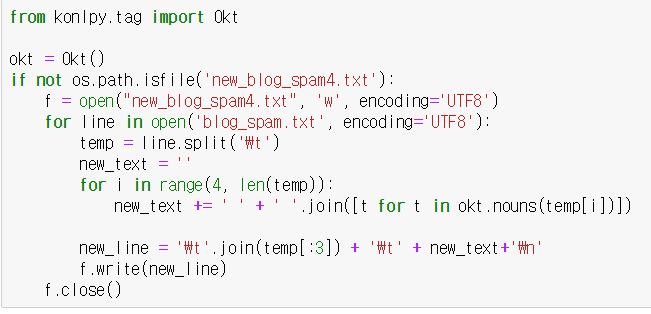 from konlpy.tag import Okt
okt = Okt()
if not os.path.isfile('new_blog_spam4.txt'):
f = open("new_blog_spam4.txt", 'w', encoding='UTF8')
for line in open('blog_spam.txt', encoding='UTF8'):
temp = line.split('₩t')
new_text = ''
for i in range(4, len(temp)):
new_text += ' ' + ' '.join([t for t in okt.nouns(temp[i])])
new_line = '₩t'.join(temp[:3]) + '₩t' + new_text+'₩n'
f.write(new_line)
f.close()